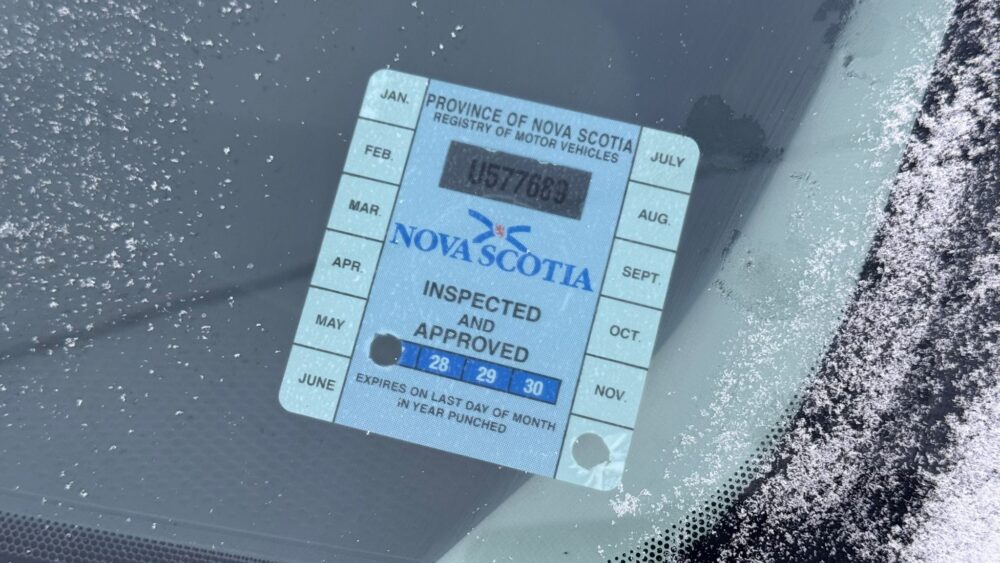 JAN.
FEB.
MAR.
APR.
MAY
JUNE
PROVINCE OF NOVA SCOTIA
REGISTRY OF MOTOR VEHICLES
U577689
NOVA SCOTIA
INSPECTED
AND
APPROVED
28 29 30
EXPIRES ON LAST DAY OF MONTH
IN YEAR PUNCHED
JULY
AUG.
SEPT.
OCT.
NOV.